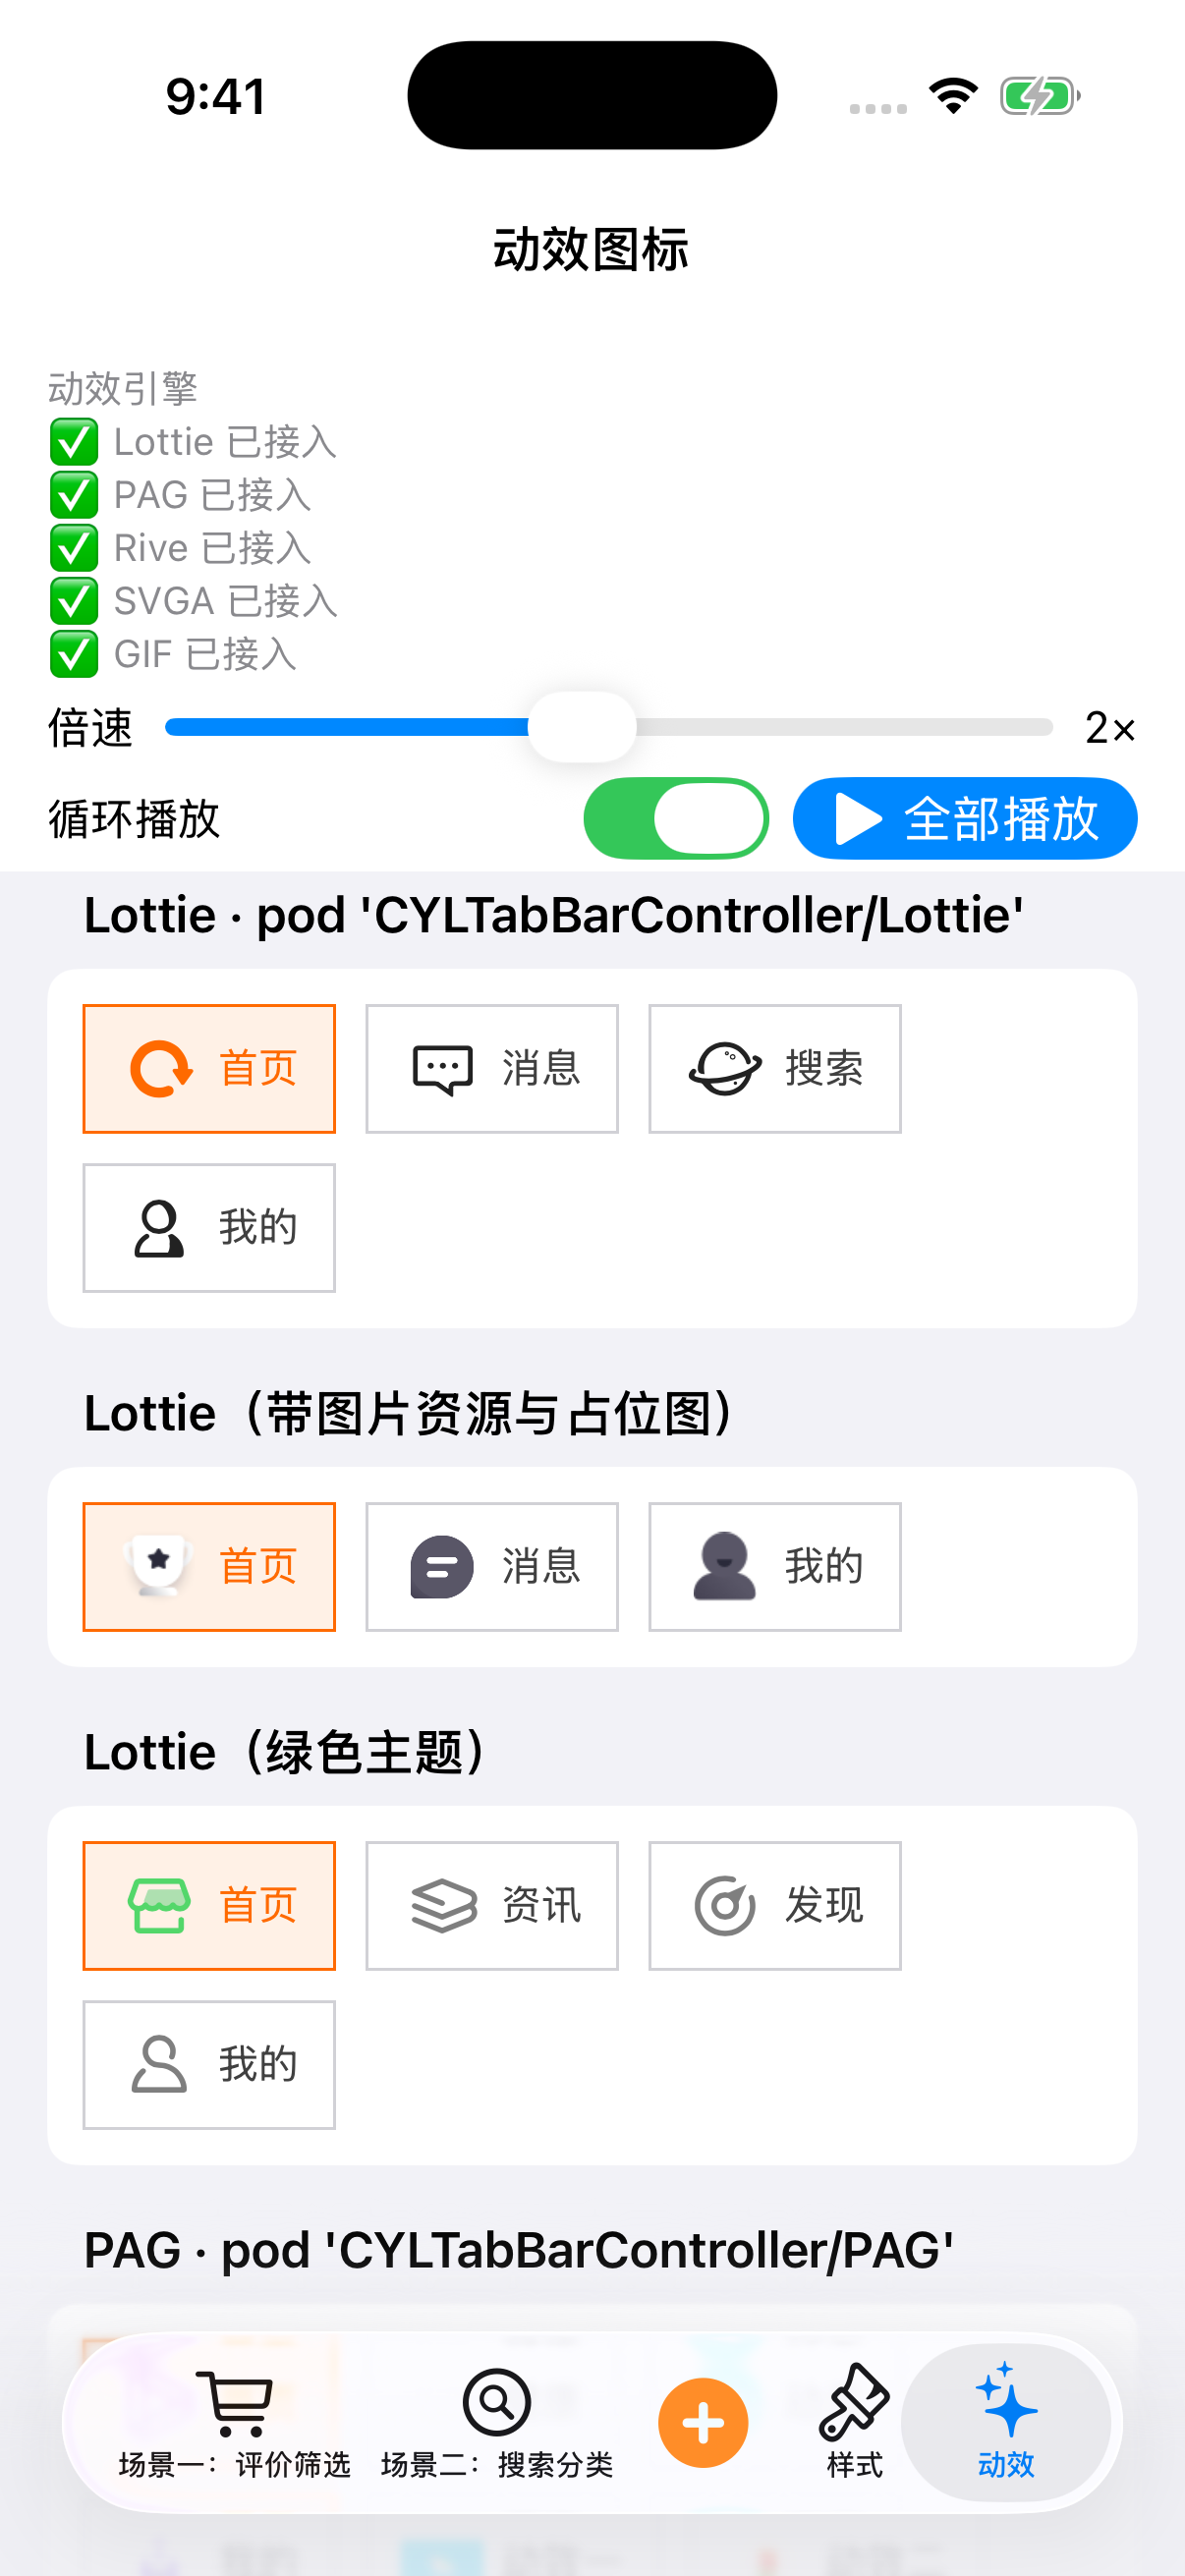 9:41
动效图标
动效引擎
✅ Lottie 已接入
✅ PAG 已接入
✅ Rive 已接入
✅ SVGA 已接入
✅ GIF 已接入
倍速 2×
循环播放 ▶ 全部播放
Lottie · pod 'CYLTabBarController/Lottie'
首页 消息 搜索
我的
Lottie（带图片资源与占位图）
首页 消息 我的
Lottie（绿色主题）
首页 资讯 发现
我的
PAG · pod 'CYLTabBarController/PAG'
场景一：评价筛选 场景二：搜索分类 样式 动效